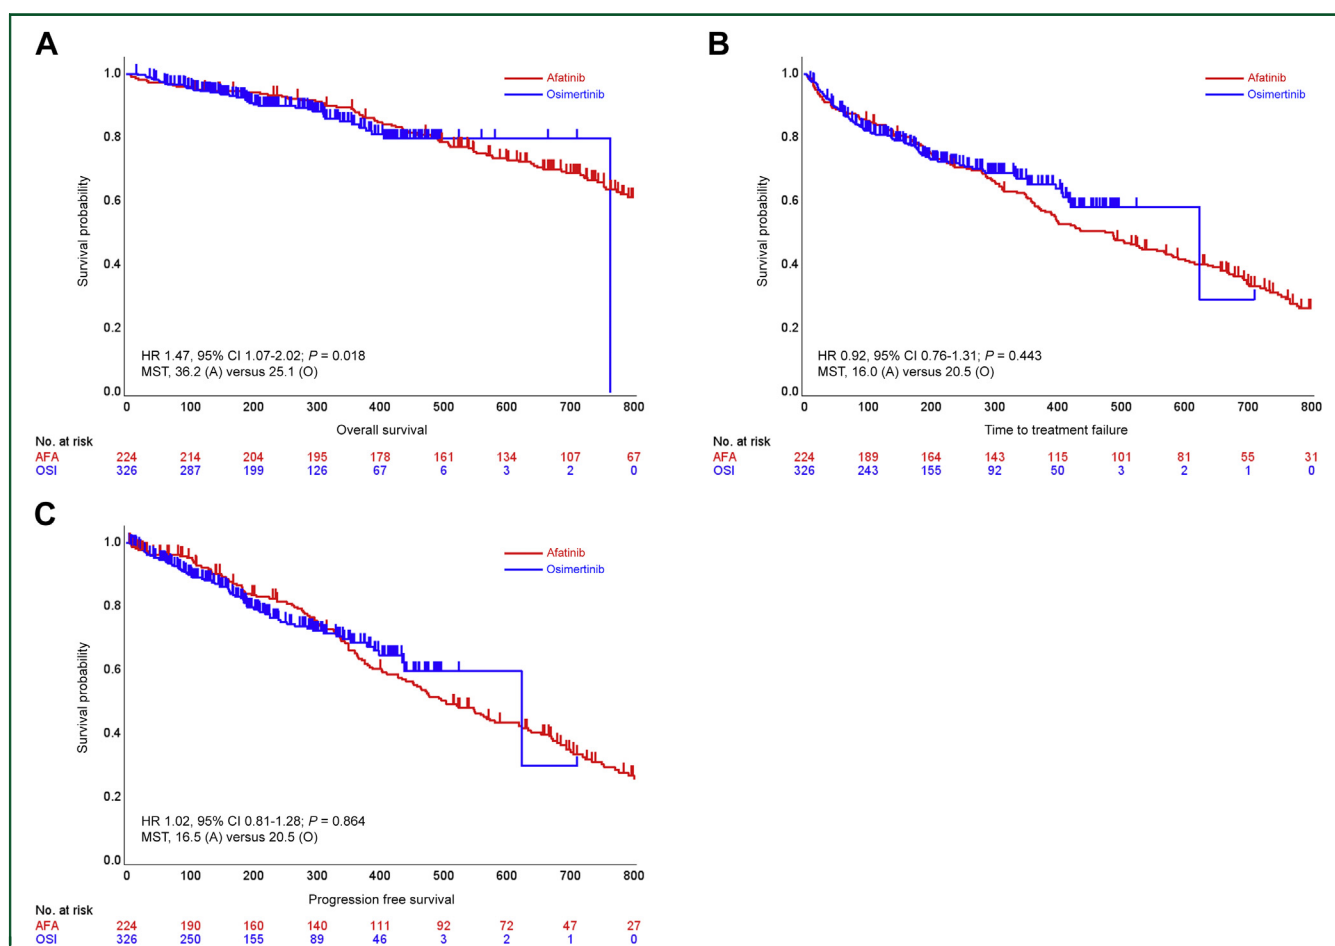 A
Afatinib
Osimertinib
Survival probability
1.0
0.8
0.6
0.4
0.2
0.0
HR 1.47, 95% CI 1.07-2.02; P = 0.018
MST, 36.2 (A) versus 25.1 (O)
0 100 200 300 400 500 600 700 800
Overall survival
No. at risk
AFA 224 214 204 195 178 161 134 107 67
OSI 326 287 199 126 67 6 3 2 0
B
Afatinib
Osimertinib
Survival probability
1.0
0.8
0.6
0.4
0.2
0.0
HR 0.92, 95% CI 0.76-1.31; P = 0.443
MST, 16.0 (A) versus 20.5 (O)
0 100 200 300 400 500 600 700 800
Time to treatment failure
No. at risk
AFA 224 189 164 143 115 101 81 55 31
OSI 326 243 155 92 50 3 2 1 0
C
Afatinib
Osimertinib
Survival probability
1.0
0.8
0.6
0.4
0.2
0.0
HR 1.02, 95% CI 0.81-1.28; P = 0.864
MST, 16.5 (A) versus 20.5 (O)
0 100 200 300 400 500 600 700 800
Progression free survival
No. at risk
AFA 224 190 160 140 111 92 72 47 27
OSI 326 250 155 89 46 3 2 1 0